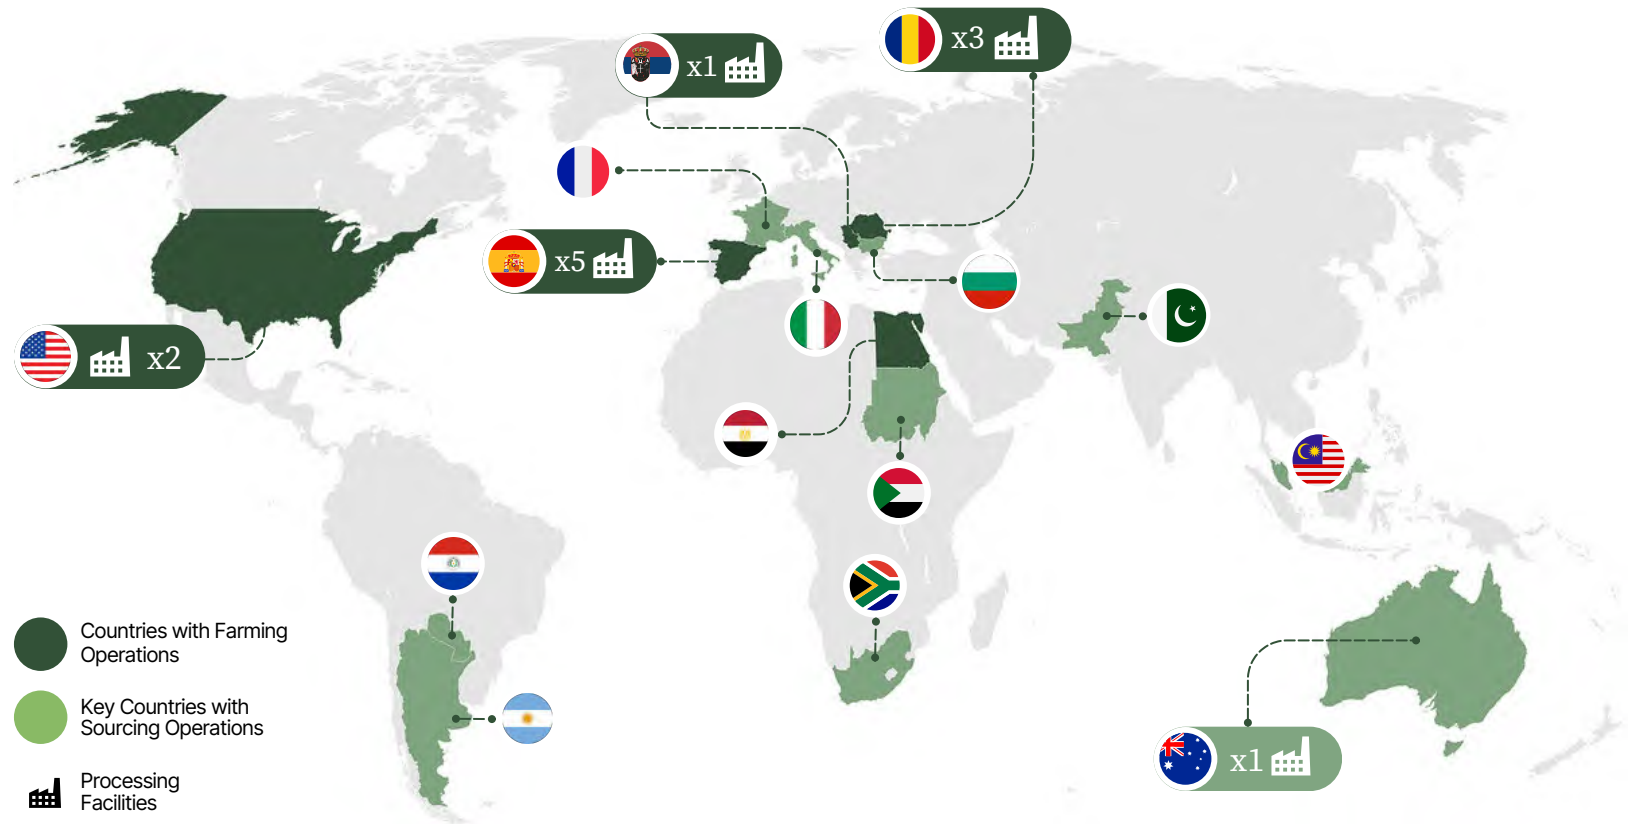 x1
x3
x5
x2
x1
Countries with Farming
Operations
Key Countries with
Sourcing Operations
Processing
Facilities